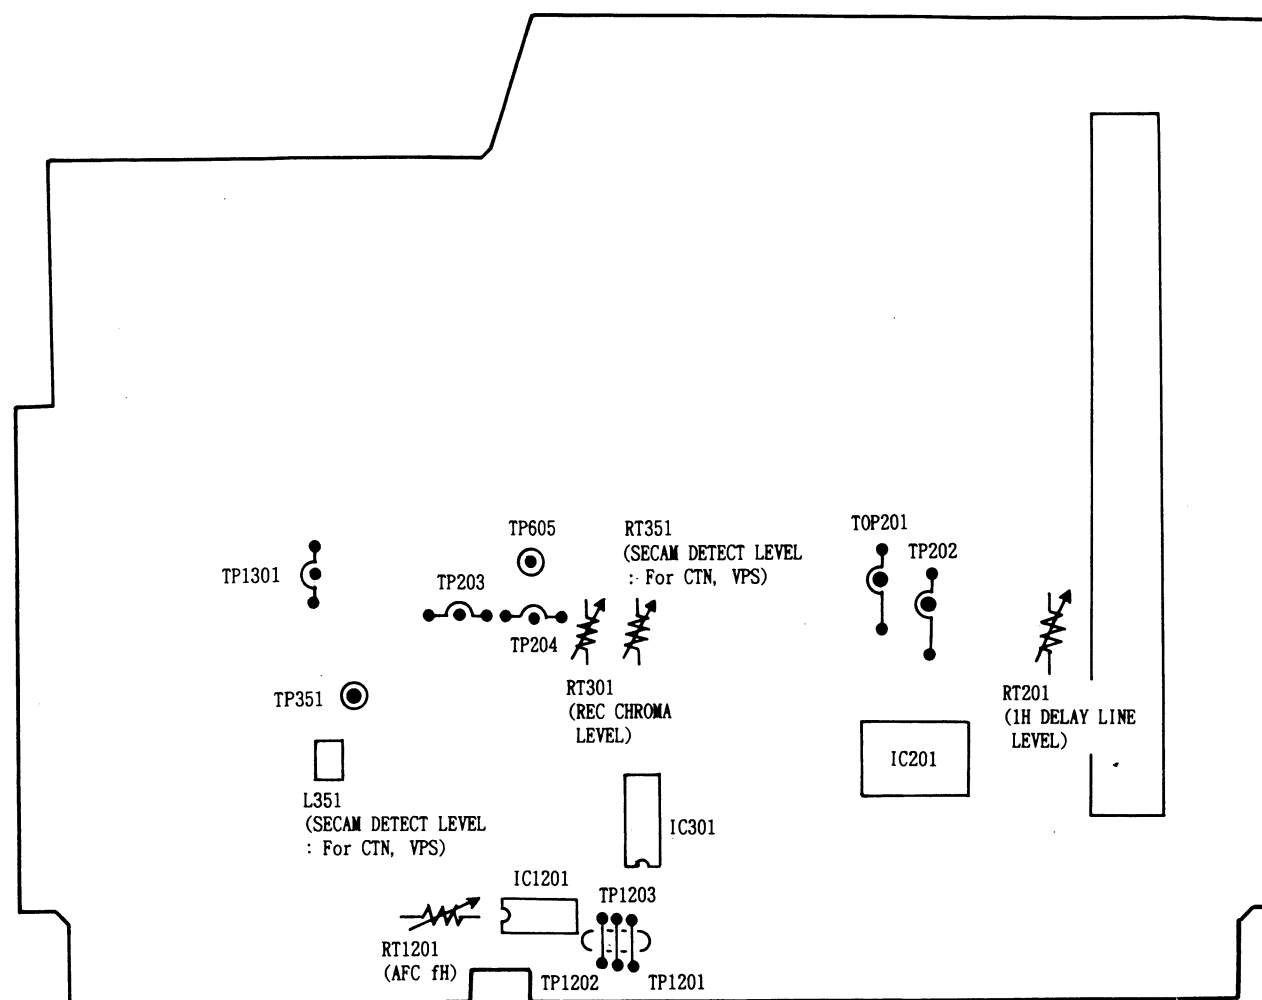 TP605
RT351
(SECAM DETECT LEVEL
: For CTN, VPS)
TOP201
TP202
TP1301
TP203
TP204
RT301
(REC CHROMA
LEVEL)
RT201
(1H DELAY LINE
LEVEL)
TP351
IC201
L351
(SECAM DETECT LEVEL
: For CTN, VPS)
IC301
IC1201
TP1203
RT1201
(AFC fH)
TP1202
TP1201